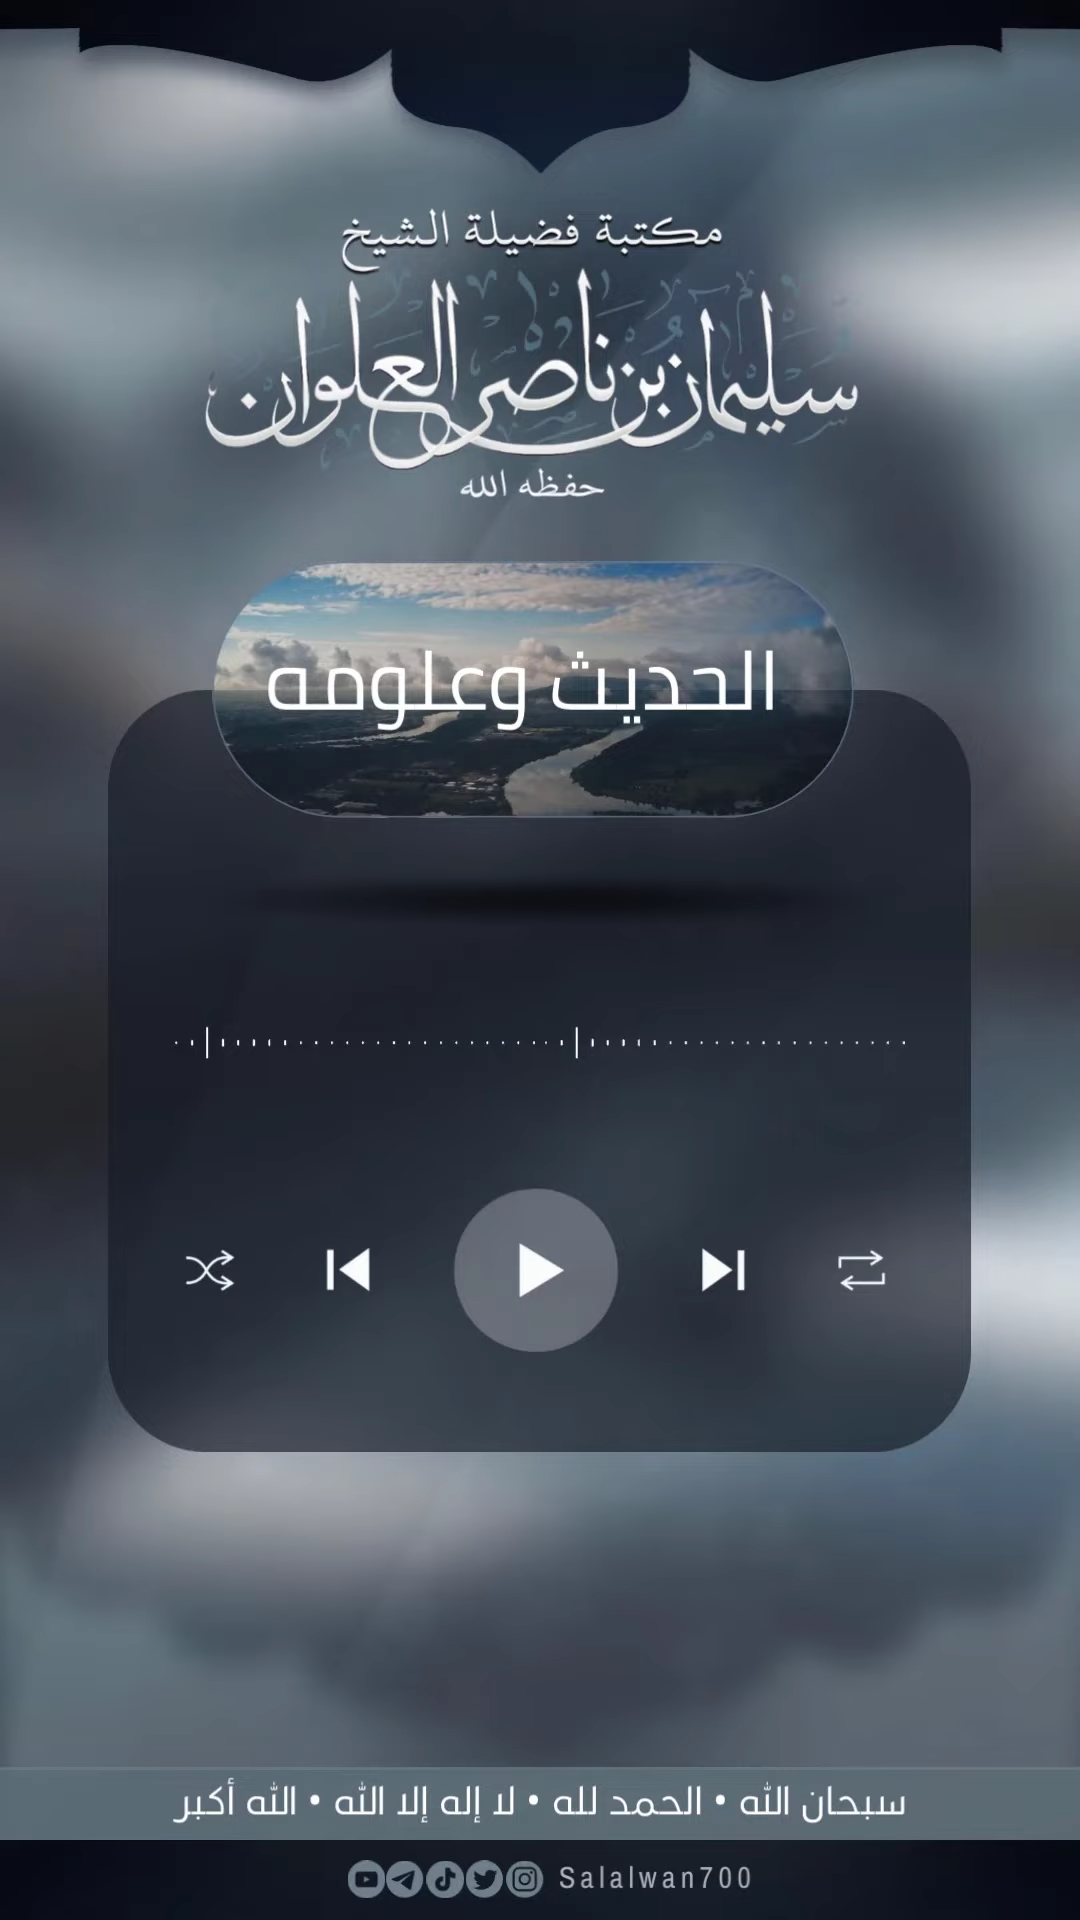 مكتبة فضيلة الشيخ
سليمان بن ناصر العلوان
حفظه الله
الحديث وعلومه
سبحان الله • الحمد لله • لا إله إلا الله • الله أكبر
Salalwan700